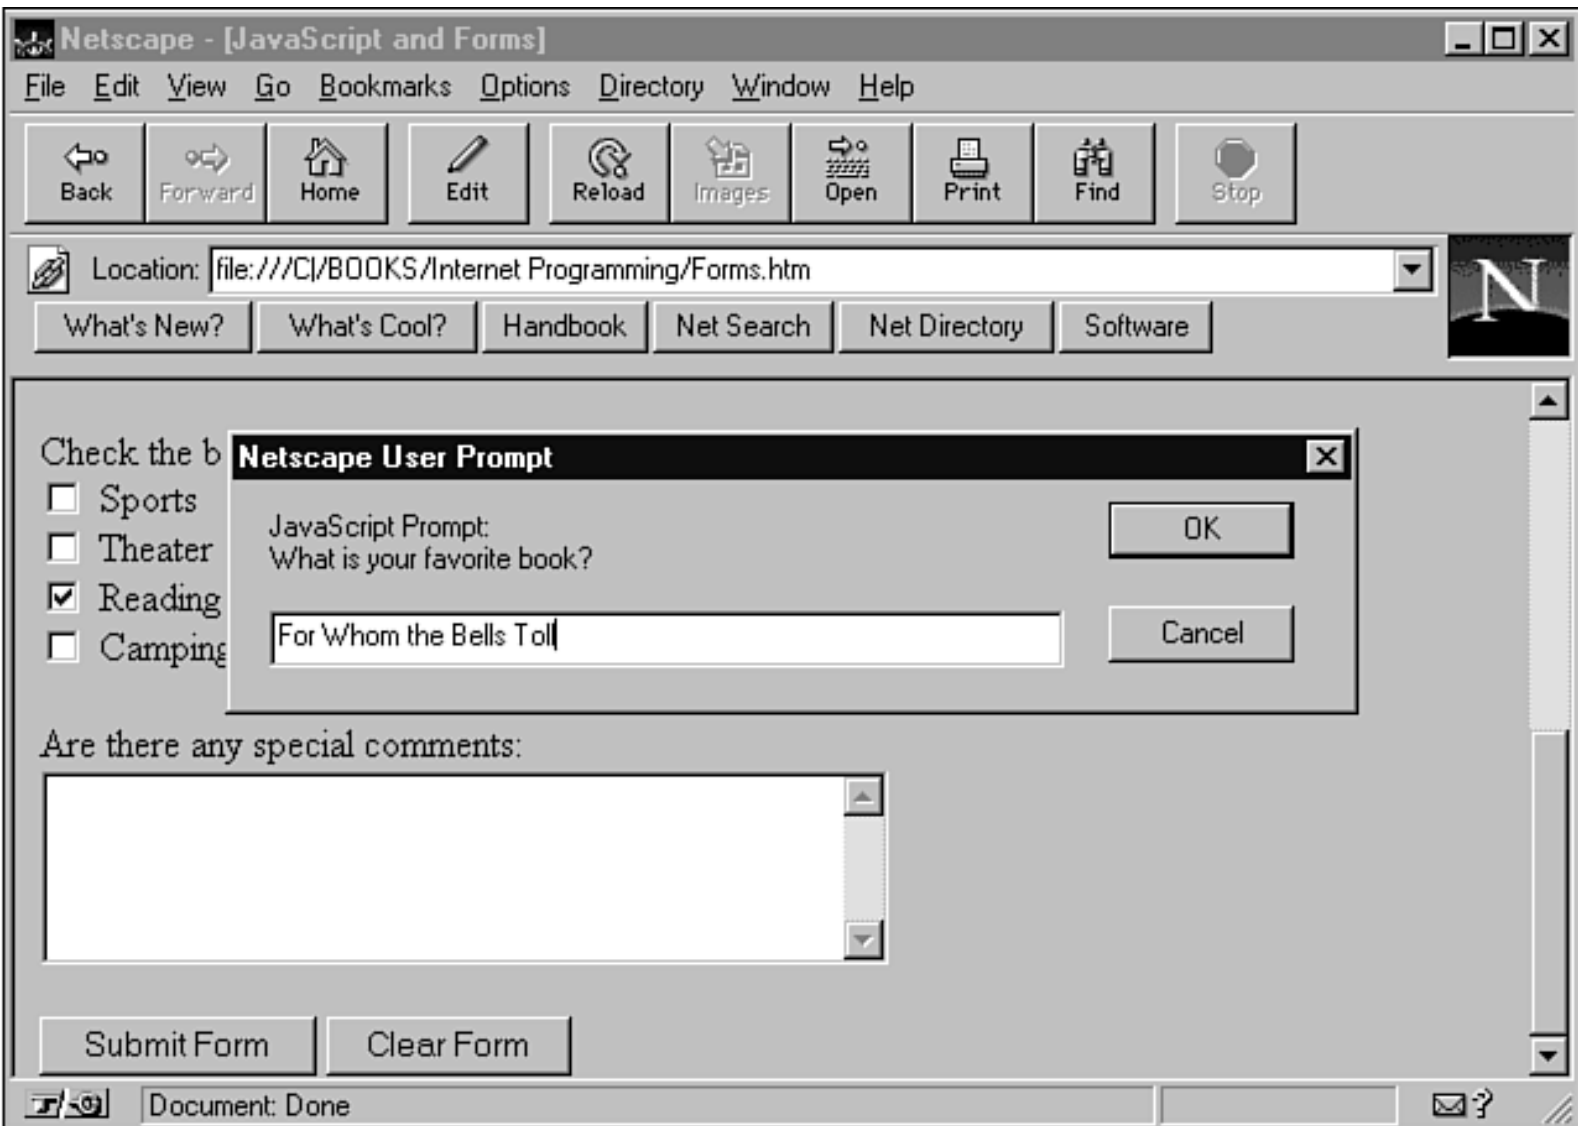 Netscape - [JavaScript and Forms]
File Edit View Go Bookmarks Options Directory Window Help
Back Forward Home Edit Reload Images Open Print Find Stop
Location: file:///C|/BOOKS/Internet Programming/Forms.htm
N
What's New? What's Cool? Handbook Net Search Net Directory Software
Check the b
Netscape User Prompt
Sports
JavaScript Prompt:
OK
What is your favorite book?
Theater
Reading
For Whom the Bells Toll
Cancel
Camping
Are there any special comments:
Submit Form Clear Form
Document: Done
?